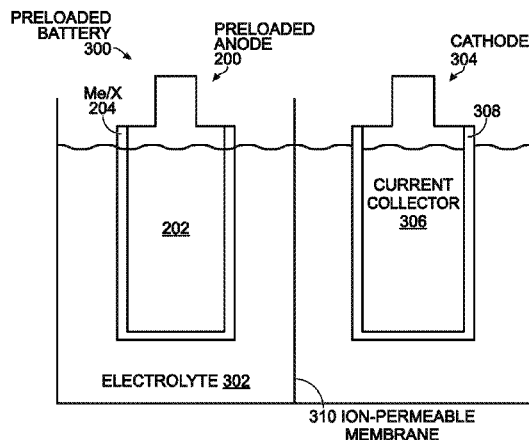 PRELOADED
BATTERY
300
PRELOADED
ANODE
200
CATHODE
304
Me/X
204
308
202
CURRENT
COLLECTOR
306
ELECTROLYTE 302
310 ION-PERMEABLE
MEMBRANE